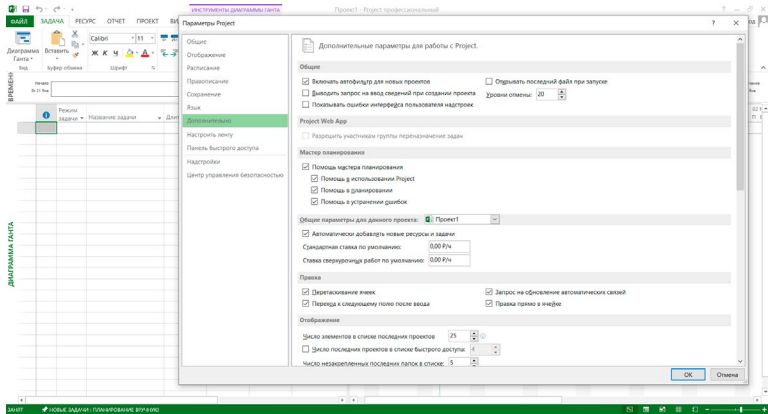 ИНСТРУМЕНТЫ ДИАГРАММЫ ГАНТА
Проект1 - Project профессиональный
ФАЙЛ ЗАДАЧА РЕСУРС ОТЧЕТ ПРОЕКТ
Параметры Project
Calibri 11
Диаграмма Ганта
Вставить
Ж К Ч
Вид Буфер обмена Шрифт
Начало
Режим задачи
Название задачи
ДИАГРАММА ГАНТА
Общие
Отображение
Расписание
Правописание
Сохранение
Язык
Дополнительно
Настроить ленту
Панель быстрого доступа
Надстройки
Центр управления безопасностью
Дополнительные параметры для работы с Project.
Общие
Включать автофильтр для новых проектов
Открывать последний файл при запуске
Выводить запрос на ввод сведений при создании проекта
Уровни отмены: 20
Показывать ошибки интерфейса пользователя надстроек
Project Web App
Разрешить участникам группы переназначение задач
Мастер планирования
Помощь мастера планирования
Помощь в использовании Project
Помощь в планировании
Помощь в устранении ошибок
Общие параметры для данного проекта: Проект1
Автоматически добавлять новые ресурсы и задачи
Стандартная ставка по умолчанию: 0,00 ₽/ч
Ставка сверхурочных работ по умолчанию: 0,00 ₽/ч
Правка
Перетаскивание ячеек
Запрос на обновление автоматических связей
Переход к следующему полю после ввода
Правка прямо в ячейке
Отображение
Число элементов в списке последних проектов 25
Число последних проектов в списке быстрого доступа: 4
Число незакрепленных последних папок в списке: 5
ОК Отмена
НОВЫЕ ЗАДАЧИ : ПЛАНИРОВАНИЕ ВРУЧНУЮ